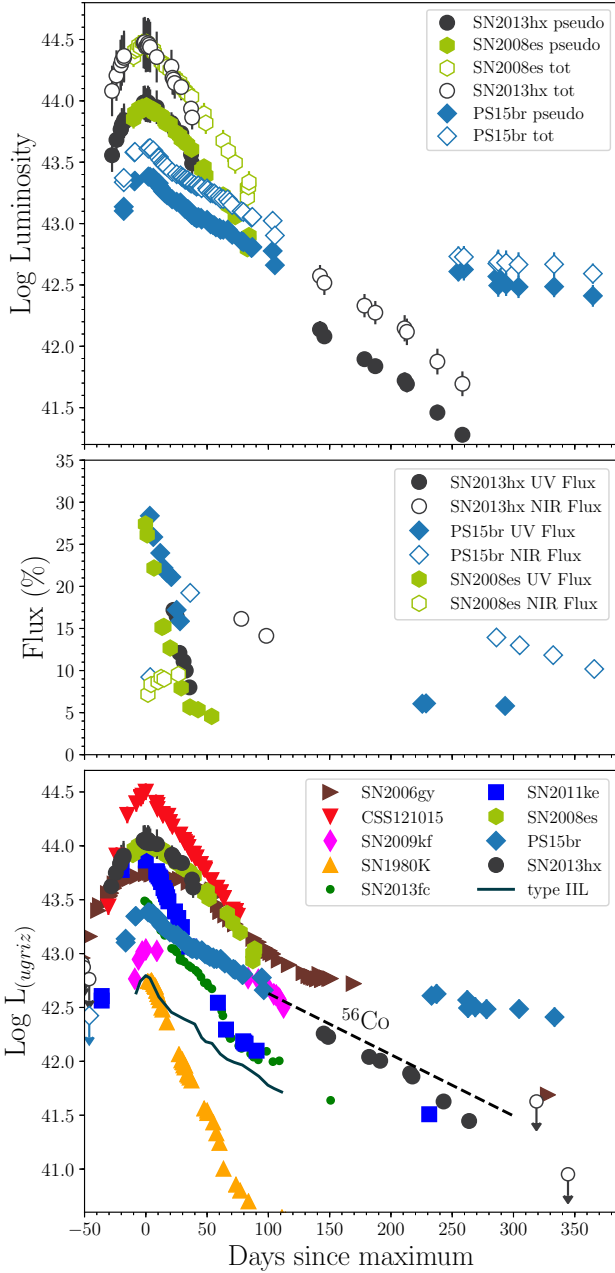 44.5
44.0
43.5
43.0
42.5
42.0
41.5
Log Luminosity
SN2013hx pseudo
SN2008es pseudo
SN2008es tot
SN2013hx tot
PS15br pseudo
PS15br tot
35
30
25
20
15
10
5
0
Flux (%)
SN2013hx UV Flux
SN2013hx NIR Flux
PS15br UV Flux
PS15br NIR Flux
SN2008es UV Flux
SN2008es NIR Flux
44.5
44.0
43.5
43.0
42.5
42.0
41.5
41.0
Log L(ugriz)
SN2006gy
CSS121015
SN2009kf
SN1980K
SN2013fc
SN2011ke
SN2008es
PS15br
SN2013hx
type IIL
56Co
−50 0 50 100 150 200 250 300 350
Days since maximum